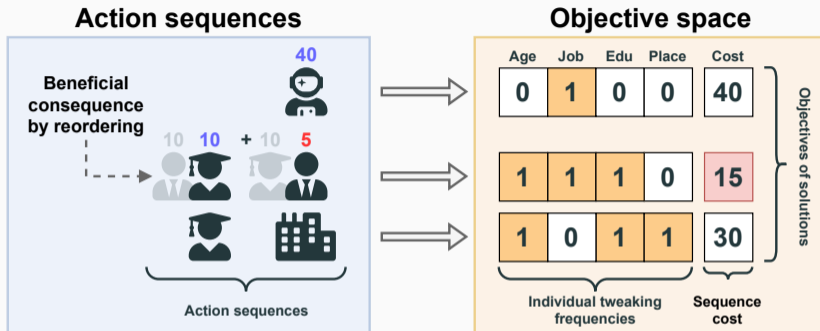 Action sequences
Objective space
40
Beneficial
consequence
by reordering
10 10 + 10 5
Action sequences
Age Job Edu Place Cost
0 1 0 0 40
1 1 1 0 15
1 0 1 1 30
Individual tweaking
frequencies
Sequence
cost
Objectives of solutions